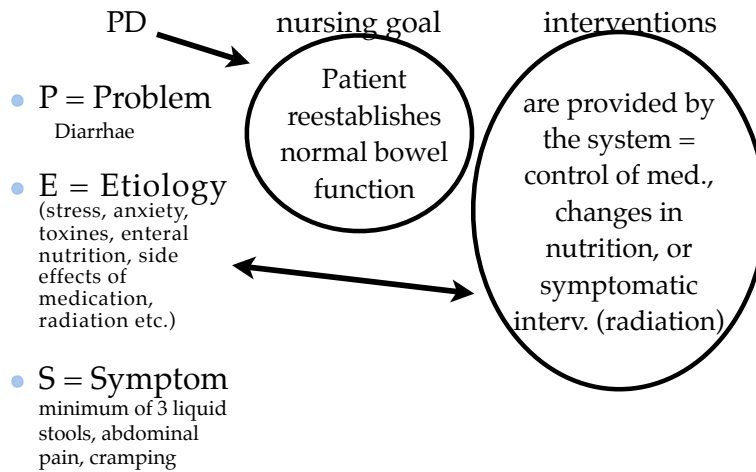 PD
nursing goal
interventions
P = Problem
Diarrhae
E = Etiology
(stress, anxiety,
toxines, enteral
nutrition, side
effects of
medication,
radiation etc.)
S = Symptom
minimum of 3 liquid
stools, abdominal
pain, cramping
Patient
reestablishes
normal bowel
function
are provided by
the system =
control of med.,
changes in
nutrition, or
symptomatic
interv. (radiation)